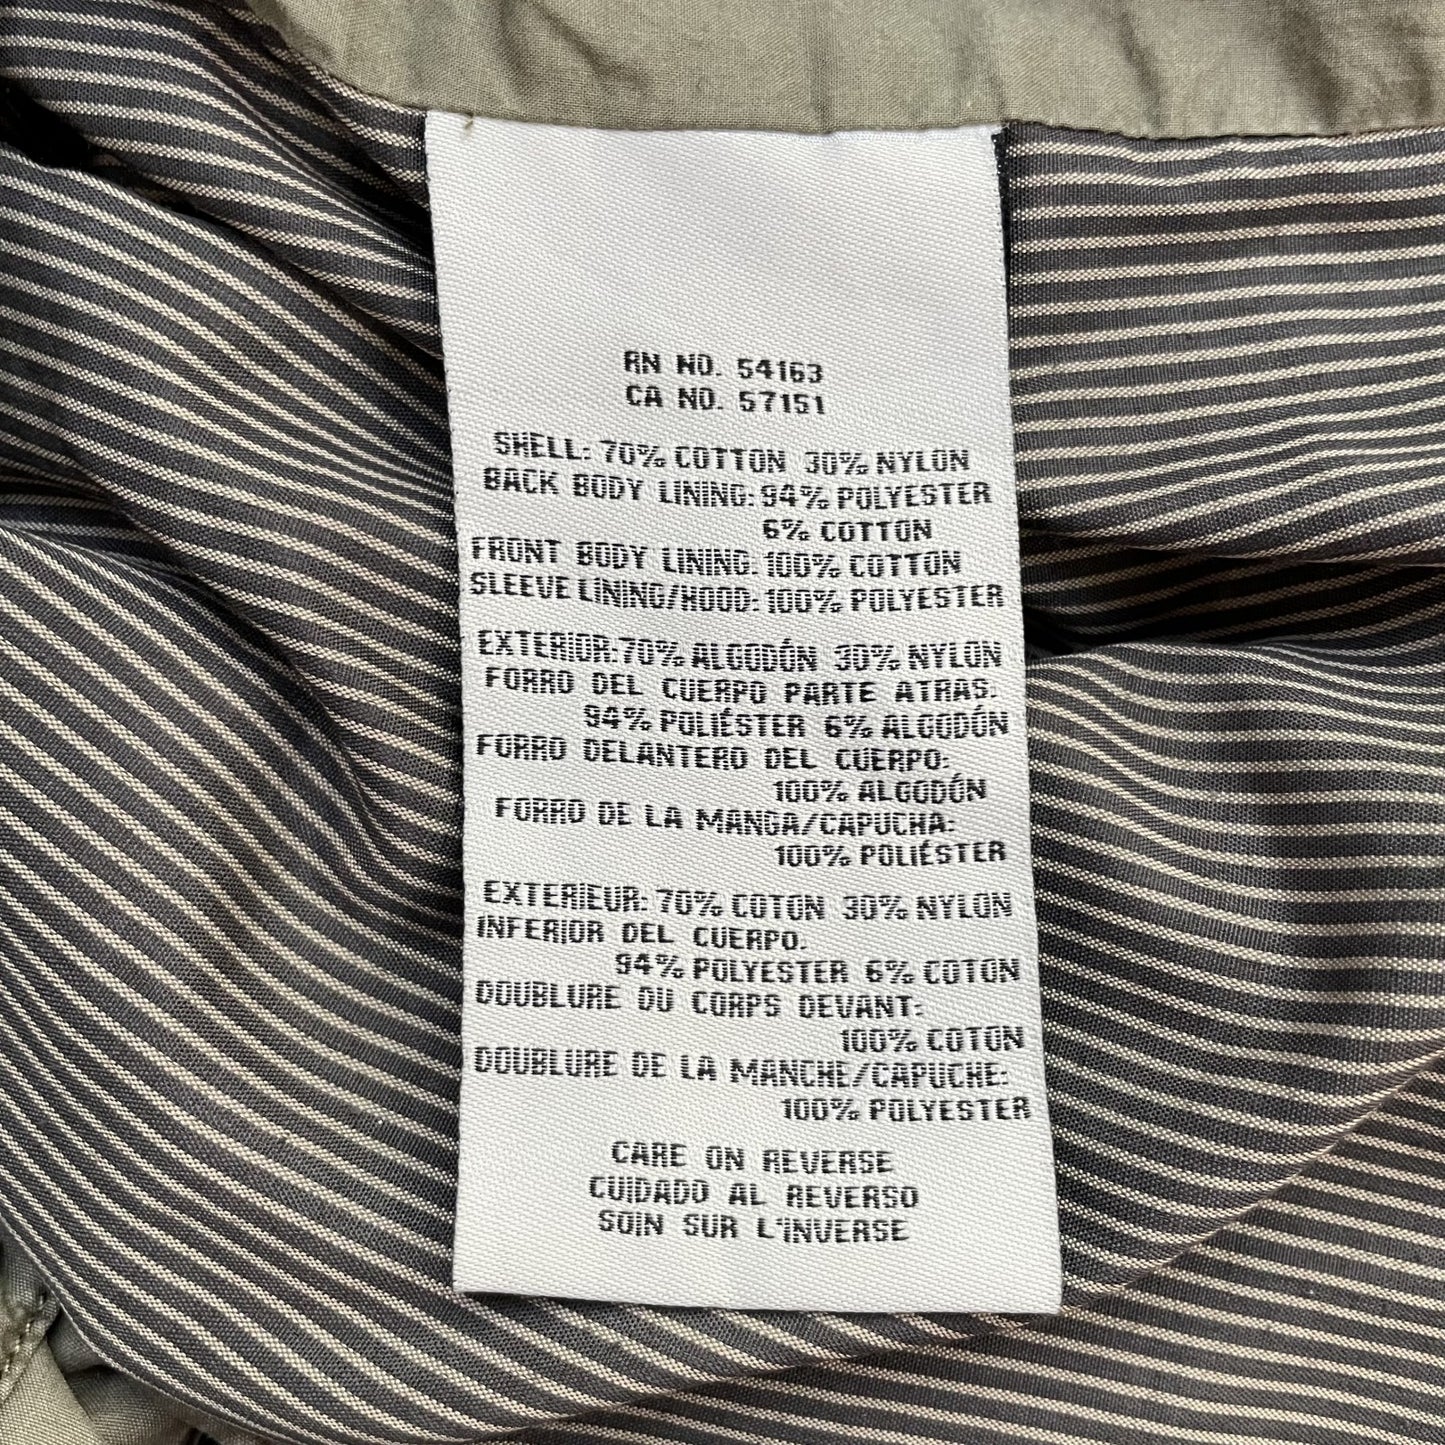 RN NO. 54163
CA NO. 57151
SHELL: 70% COTTON 30% NYLON
BACK BODY LINING: 94% POLYESTER
6% COTTON
FRONT BODY LINING: 100% COTTON
SLEEVE LINING/HOOD: 100% POLYESTER
EXTERIOR: 70% ALGODÓN 30% NYLON
FORRO DEL CUERPO PARTE ATRAS:
94% POLIÉSTER 6% ALGODÓN
FORRO DELANTERO DEL CUERPO:
100% ALGODÓN
FORRO DE LA MANGA/CAPUCHA:
100% POLIÉSTER
EXTERIEUR: 70% COTON 30% NYLON
INFERIOR DEL CUERPO.
94% POLYESTER 6% COTON
DOUBLURE DU CORPS DEVANT:
100% COTON
DOUBLURE DE LA MANCHE/CAPUCHE:
100% POLYESTER
CARE ON REVERSE
CUIDADO AL REVERSO
SOIN SUR L'INVERSE